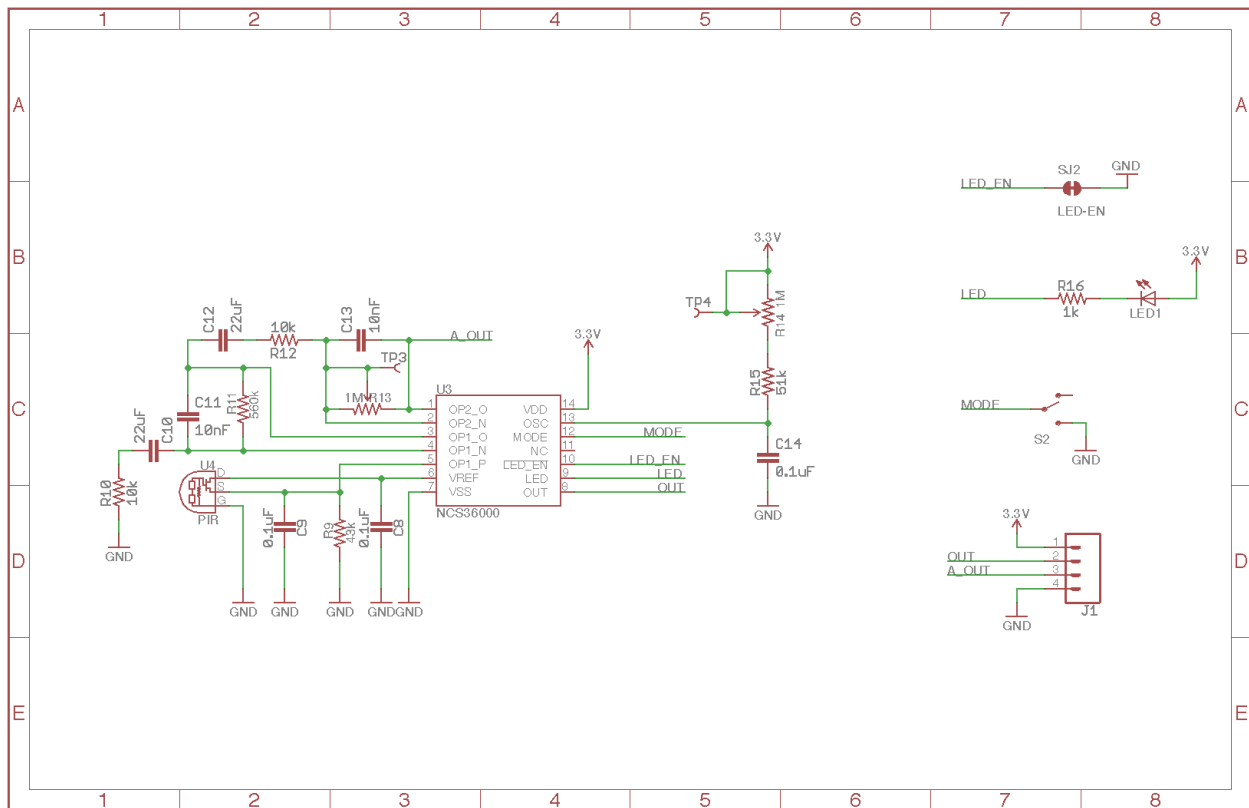 1 2 3 4 5 6 7 8
A A
SJ2
GND
LED_EN
LED-EN
B B
3.3V
3.3V
TP4
R14 1M
LED
R16
1k
LED1
C12
22uF
10k
R12
C13
10nF
A_OUT
TP3
3.3V
R15
51k
C C
C11
10nF
R11
560k
1M R13
U3
1 OP2_O VDD 14
2 OP2_N OSC 13
3 OP1_O MODE 12
4 OP1_N NC 11
5 OP1_P LED_EN 10
6 VREF LED 9
7 VSS OUT 8
NCS36000
MODE
LED_EN
LED
OUT
MODE
S2
GND
22uF
C10
C14
0.1uF
GND
R10
10k
GND
U4
D
S
G
PIR
0.1uF
C9
R9
43k
0.1uF
C8
D D
GND GND GND GND GND
3.3V
1
OUT 2
A_OUT 3
4
J1
GND
E E
1 2 3 4 5 6 7 8